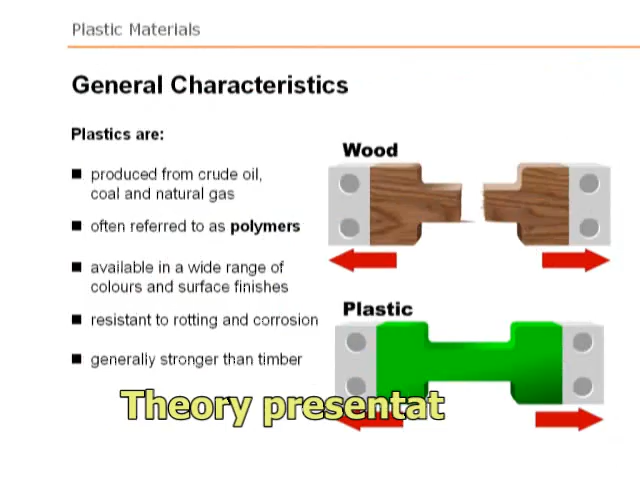 Plastic Materials
General Characteristics
Plastics are:
produced from crude oil,
coal and natural gas
often referred to as polymers
available in a wide range of
colours and surface finishes
resistant to rotting and corrosion
generally stronger than timber
Wood
Plastic
Theory presentat